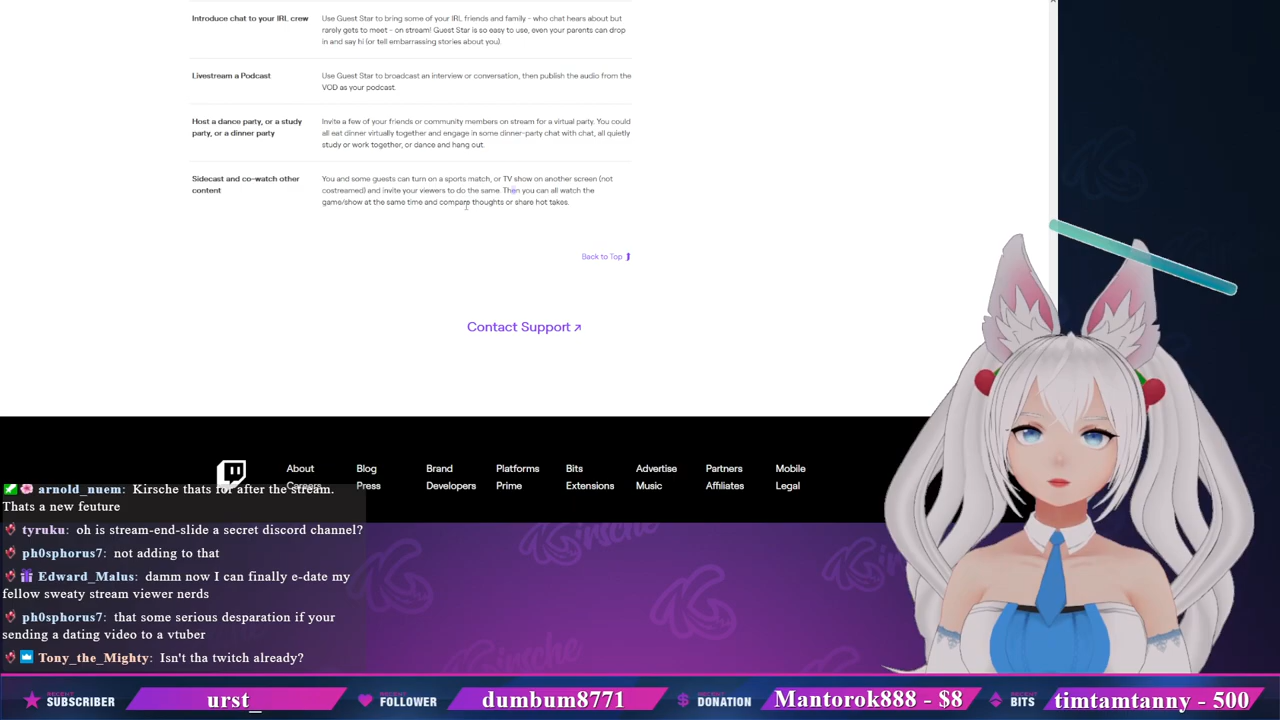 Introduce chat to your IRL crew
Use Guest Star to bring some of your IRL friends and family - who chat hears about but
rarely gets to meet - on stream! Guest Star is so easy to use, even your parents can drop
in and say hi (or tell embarrassing stories about you).
Livestream a Podcast
Use Guest Star to broadcast an interview or conversation, then publish the audio from the
VOD as your podcast.
Host a dance party, or a study
party, or a dinner party
Invite a few of your friends or community members on stream for a virtual party. You could
all eat dinner virtually together and engage in some dinner-party chat with chat, all quietly
study or work together, or dance and hang out.
Sidecast and co-watch other
content
You and some guests can turn on a sports match, or TV show on another screen (not
costreamed) and invite your viewers to do the same. Then you can all watch the
game/show at the same time and compare thoughts or share hot takes.
Back to Top
Contact Support
About Blog Brand Platforms Bits Advertise Partners Mobile
Careers Press Developers Prime Extensions Music Affiliates Legal
arnold_nuem: Kirsche thats for after the stream.
Thats a new feuture
tyruku: oh is stream-end-slide a secret discord channel?
ph0sphorus7: not adding to that
Edward_Malus: damm now I can finally e-date my
fellow sweaty stream viewer nerds
ph0sphorus7: that some serious desparation if your
sending a dating video to a vtuber
Tony_the_Mighty: Isn't tha twitch already?
Kirsche
Kirsche
Kirsche
RECENT SUBSCRIBER urst_
RECENT FOLLOWER dumbum8771
RECENT DONATION Mantorok888 - $8
RECENT BITS timtamtanny - 500